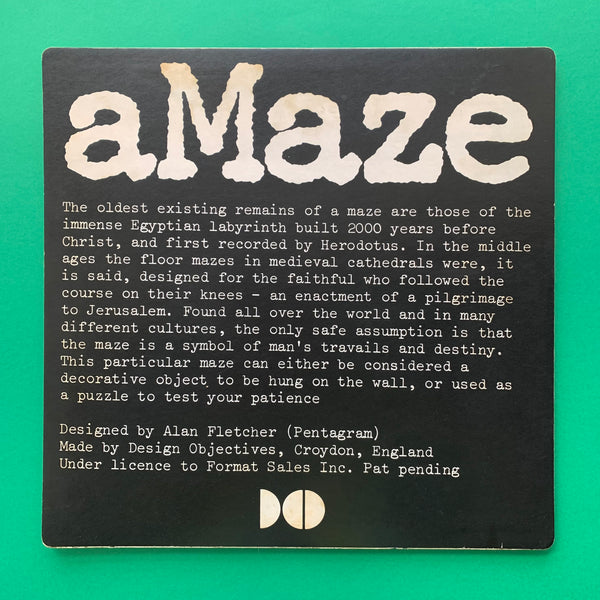 aMaze
The oldest existing remains of a maze are those of the
immense Egyptian labyrinth built 2000 years before
Christ, and first recorded by Herodotus. In the middle
ages the floor mazes in medieval cathedrals were, it
is said, designed for the faithful who followed the
course on their knees - an enactment of a pilgrimage
to Jerusalem. Found all over the world and in many
different cultures, the only safe assumption is that
the maze is a symbol of man's travails and destiny.
This particular maze can either be considered a
decorative object to be hung on the wall, or used as
a puzzle to test your patience
Designed by Alan Fletcher (Pentagram)
Made by Design Objectives, Croydon, England
Under licence to Format Sales Inc. Pat pending